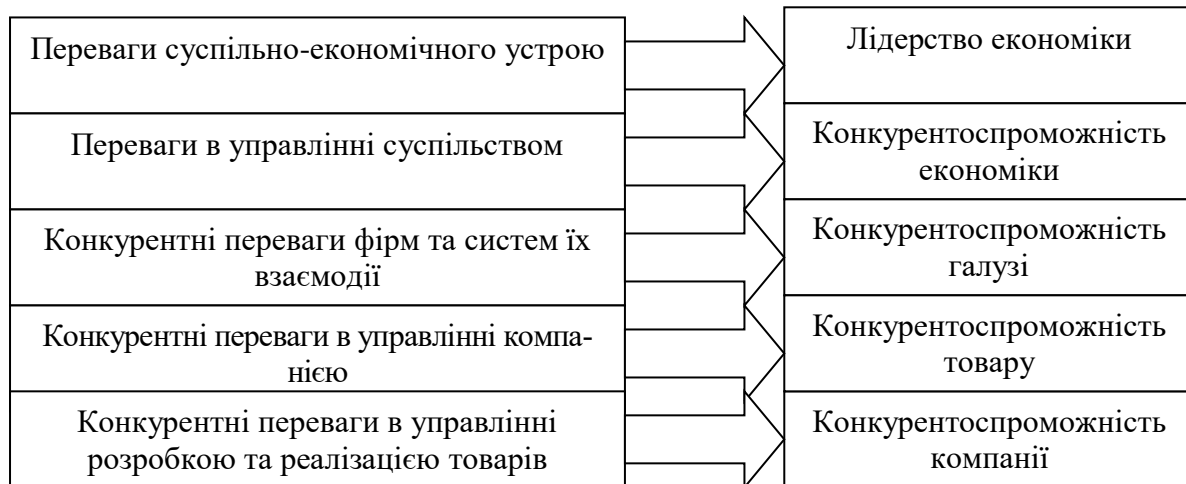 Переваги суспільно-економічного устрою
Лідерство економіки
Переваги в управлінні суспільством
Конкурентоспроможність
економіки
Конкурентні переваги фірм та систем їх
взаємодії
Конкурентоспроможність
галузі
Конкурентні переваги в управлінні компа-
нією
Конкурентоспроможність
товару
Конкурентні переваги в управлінні
розробкою та реалізацією товарів
Конкурентоспроможність
компанії